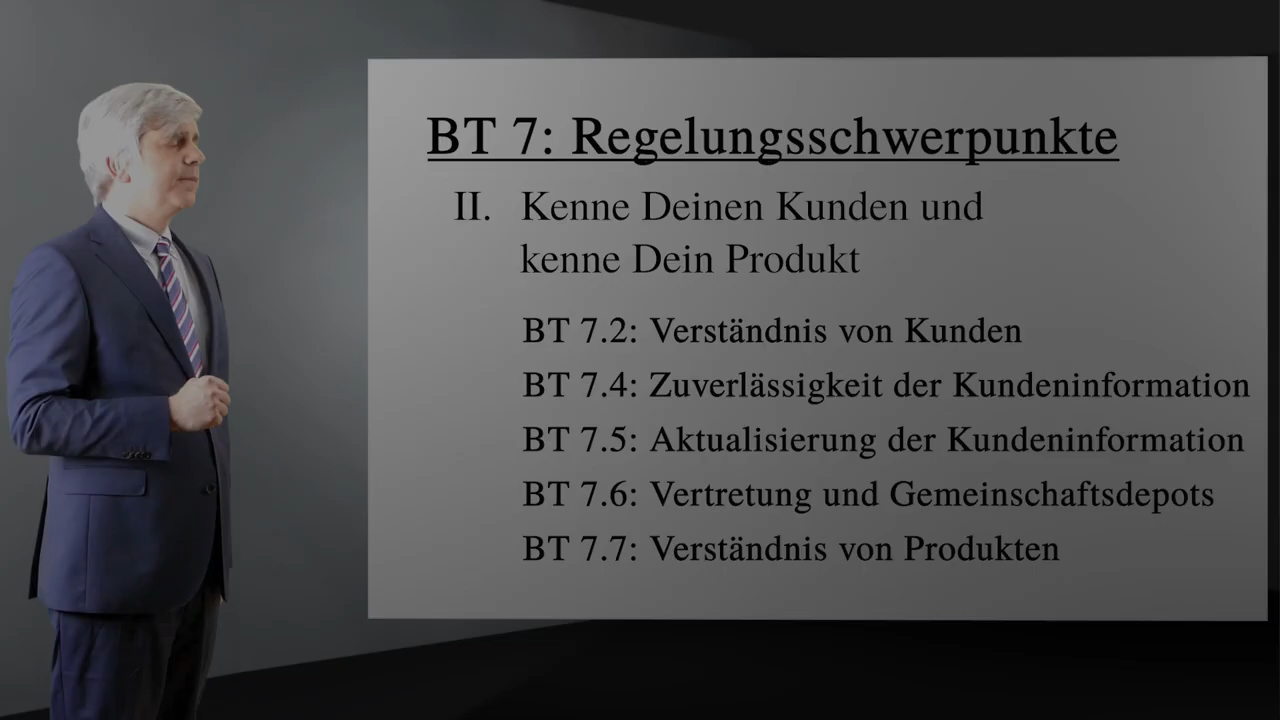 BT 7: Regelungsschwerpunkte
II. Kenne Deinen Kunden und
kenne Dein Produkt
BT 7.2: Verständnis von Kunden
BT 7.4: Zuverlässigkeit der Kundeninformation
BT 7.5: Aktualisierung der Kundeninformation
BT 7.6: Vertretung und Gemeinschaftsdepots
BT 7.7: Verständnis von Produkten